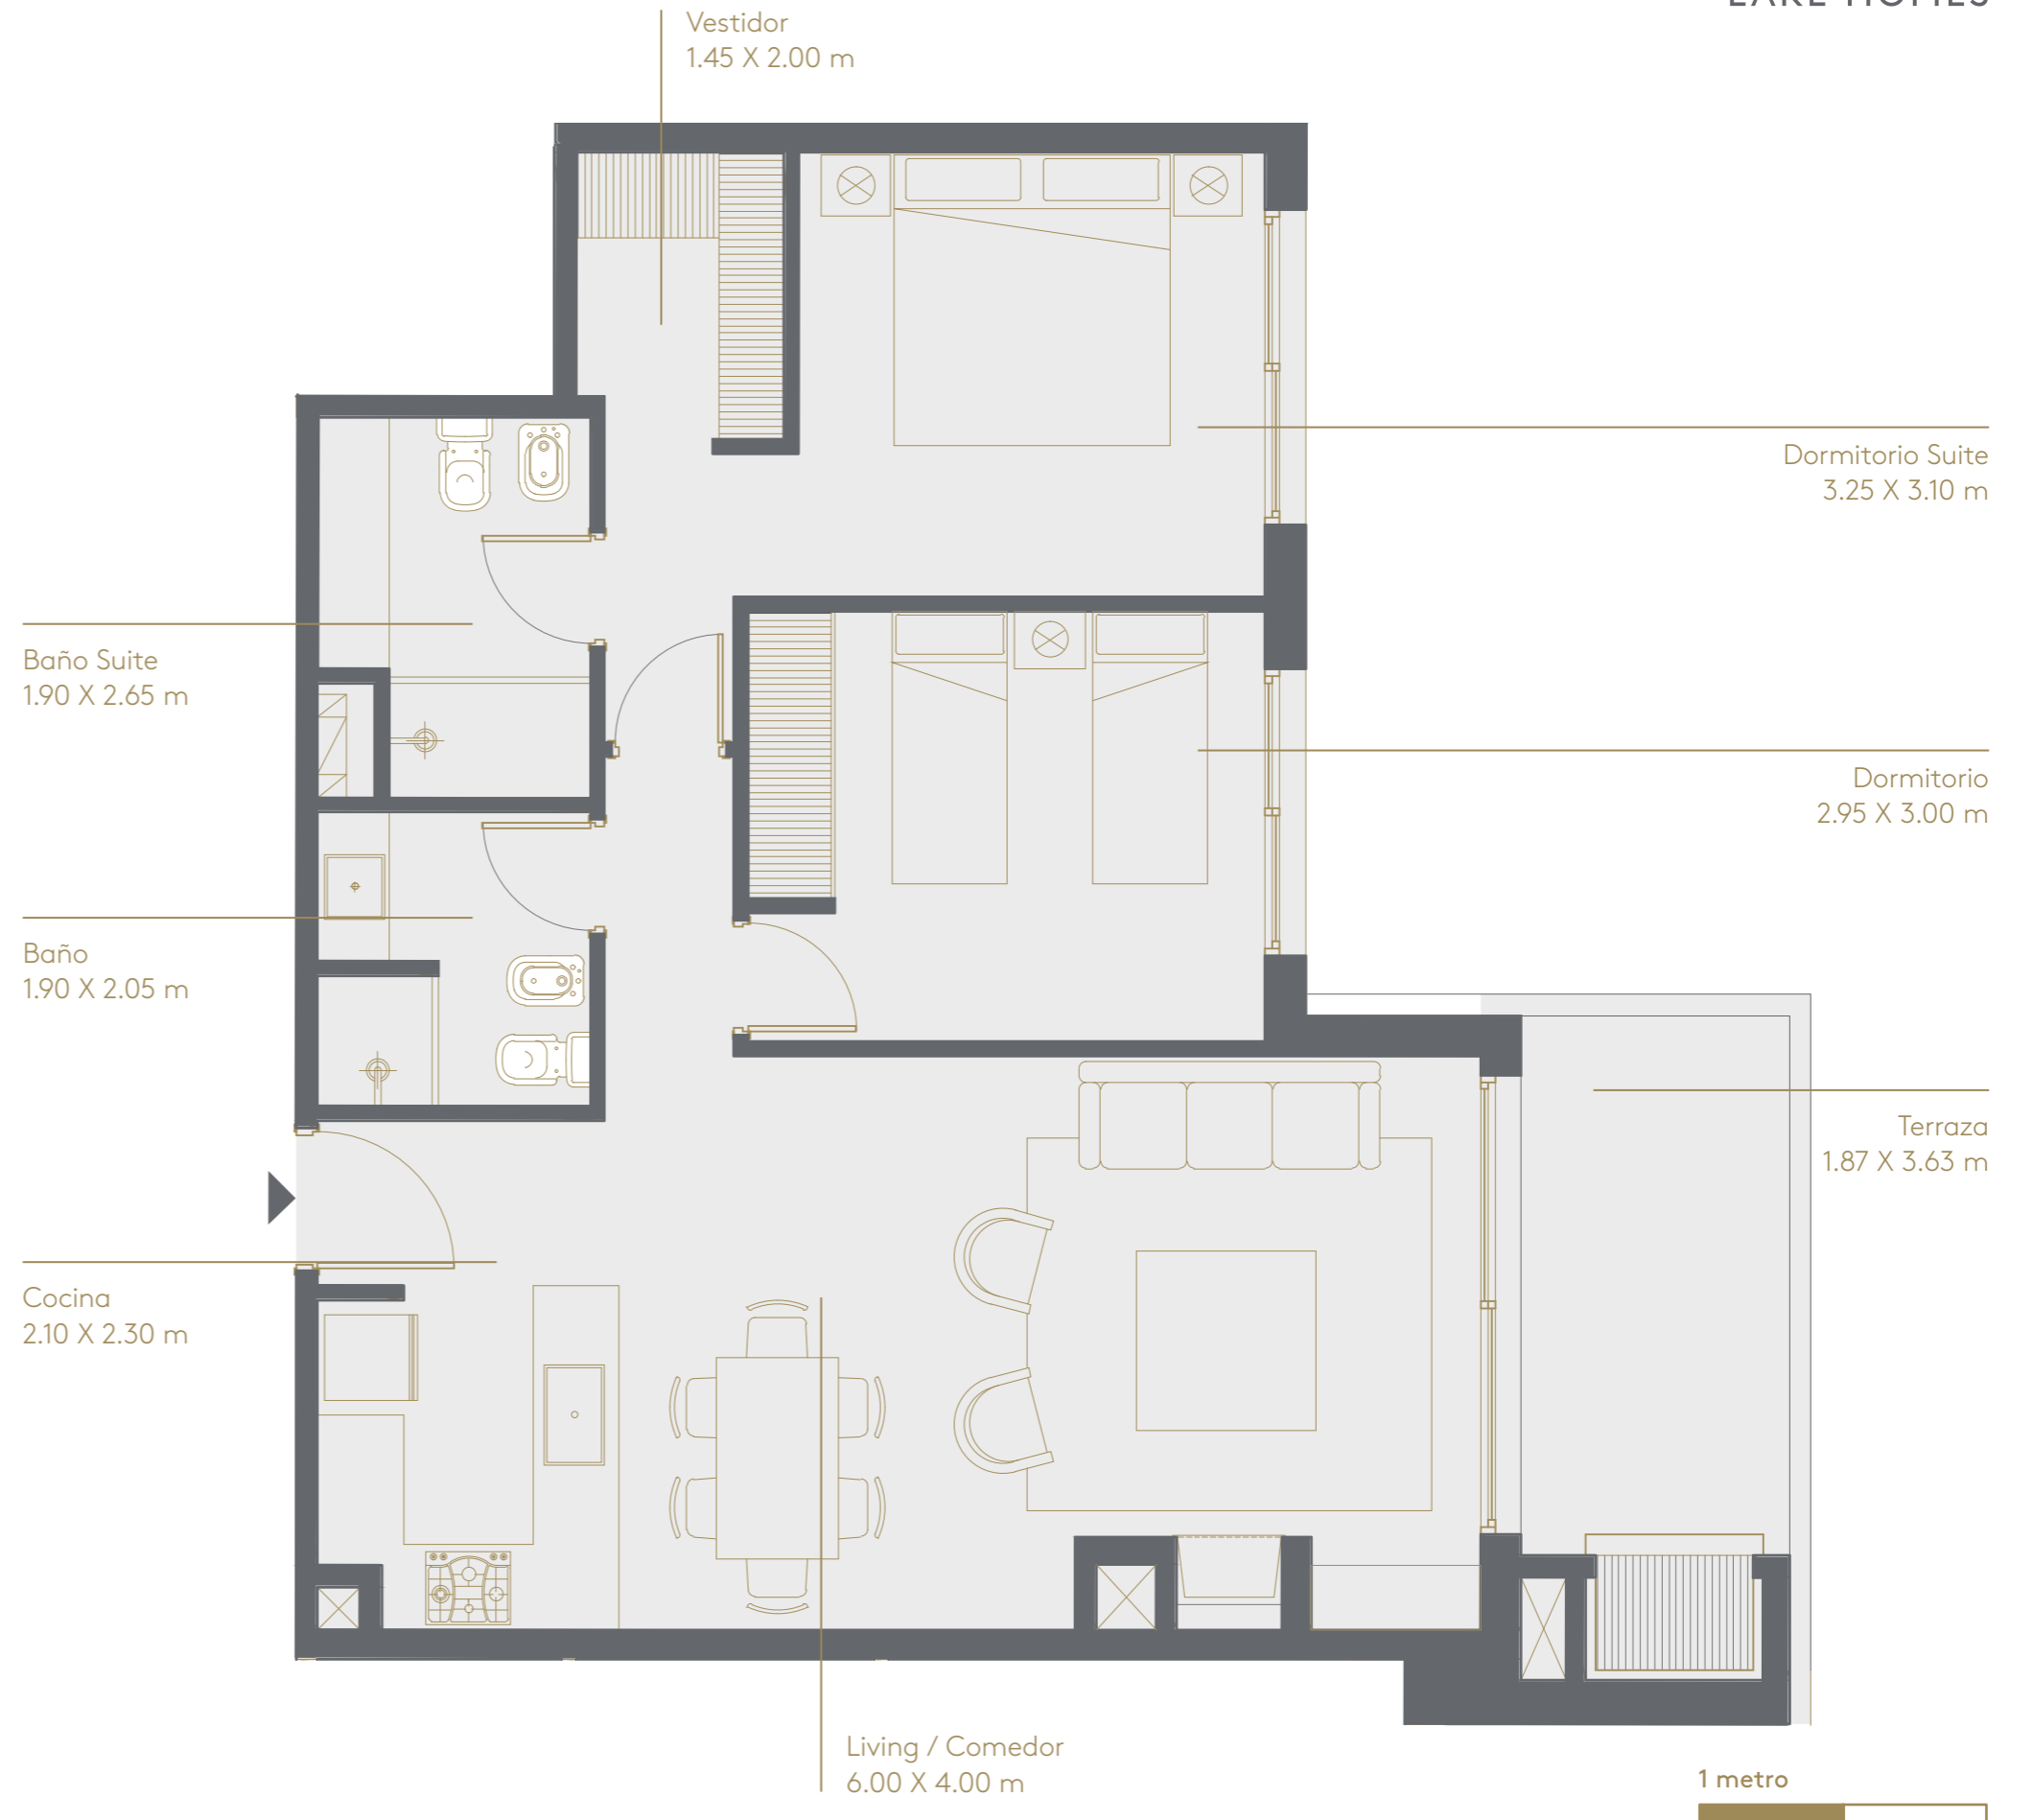 LAKE HOMES
Vestidor
1.45 X 2.00 m
Dormitorio Suite
3.25 X 3.10 m
Baño Suite
1.90 X 2.65 m
Dormitorio
2.95 X 3.00 m
Baño
1.90 X 2.05 m
Terraza
1.87 X 3.63 m
Cocina
2.10 X 2.30 m
Living / Comedor
6.00 X 4.00 m
1 metro